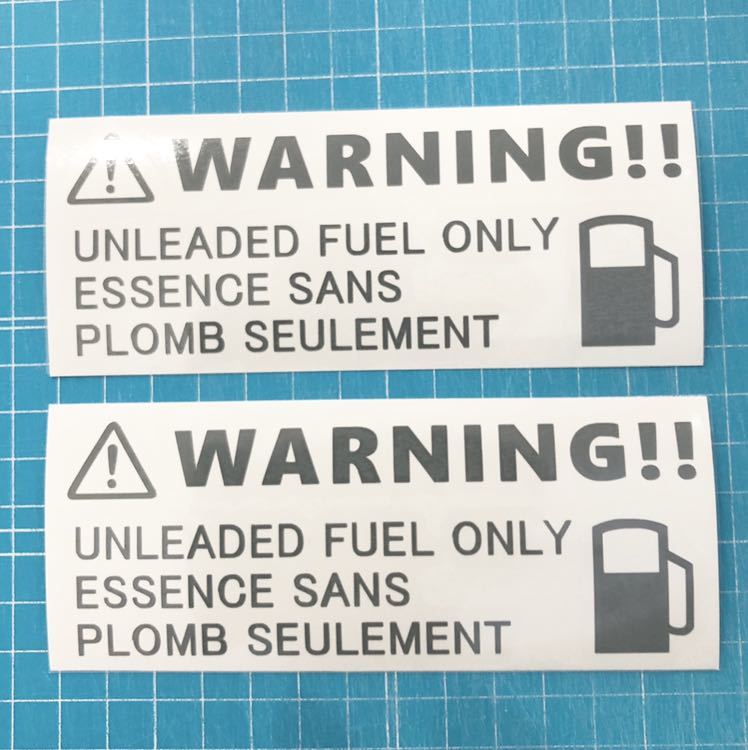 WARNING!!
UNLEADED FUEL ONLY
ESSENCE SANS
PLOMB SEULEMENT
WARNING!!
UNLEADED FUEL ONLY
ESSENCE SANS
PLOMB SEULEMENT